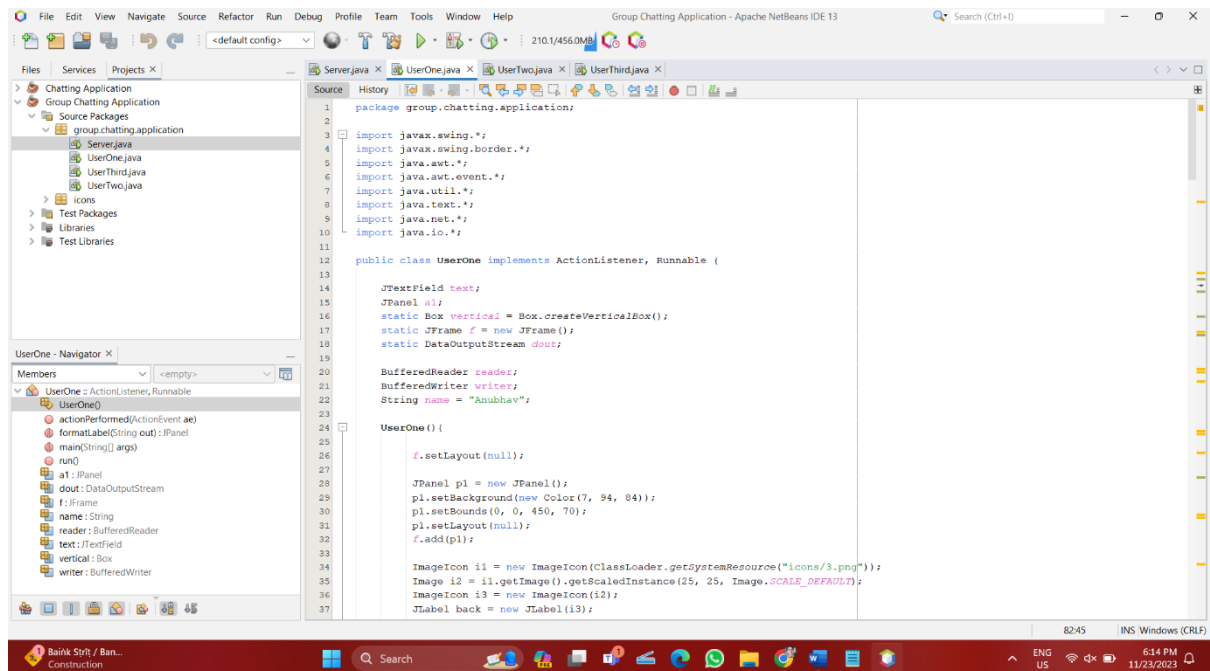 File Edit View Navigate Source Refactor Run Debug Profile Team Tools Window Help
Group Chatting Application - Apache NetBeans IDE 13
Search (Ctrl+I)
<default config>
210.1/456.0MB
Files Services Projects
Server.java UserOne.java UserTwo.java UserThird.java
Source History
Chatting Application
Group Chatting Application
Source Packages
group.chatting.application
Server.java
UserOne.java
UserThird.java
UserTwo.java
icons
Test Packages
Libraries
Test Libraries
UserOne - Navigator
Members <empty>
UserOne :: ActionListener, Runnable
UserOne()
actionPerformed(ActionEvent ae)
formatLabel(String out) : JPanel
main(String[] args)
run()
a1 : JPanel
dout : DataOutputStream
f : JFrame
name : String
reader : BufferedReader
text : JTextField
vertical : Box
writer : BufferedWriter
1 package group.chatting.application;
2
3 import javax.swing.*;
4 import javax.swing.border.*;
5 import java.awt.*;
6 import java.awt.event.*;
7 import java.util.*;
8 import java.text.*;
9 import java.net.*;
10 import java.io.*;
11
12 public class UserOne implements ActionListener, Runnable {
13
14 JTextField text;
15 JPanel a1;
16 static Box vertical = Box.createVerticalBox();
17 static JFrame f = new JFrame();
18 static DataOutputStream dout;
19
20 BufferedReader reader;
21 BufferedWriter writer;
22 String name = "Anubhav";
23
24 UserOne(){
25
26 f.setLayout(null);
27
28 JPanel p1 = new JPanel();
29 p1.setBackground(new Color(7, 94, 84));
30 p1.setBounds(0, 0, 450, 70);
31 p1.setLayout(null);
32 f.add(p1);
33
34 ImageIcon i1 = new ImageIcon(ClassLoader.getSystemResource("icons/3.png"));
35 Image i2 = i1.getImage().getScaledInstance(25, 25, Image.SCALE_DEFAULT);
36 ImageIcon i3 = new ImageIcon(i2);
37 JLabel back = new JLabel(i3);
82:45 INS Windows (CRLF)
Baink Strīt / Ban...
Construction
Search
ENG
US
6:14 PM
11/23/2023